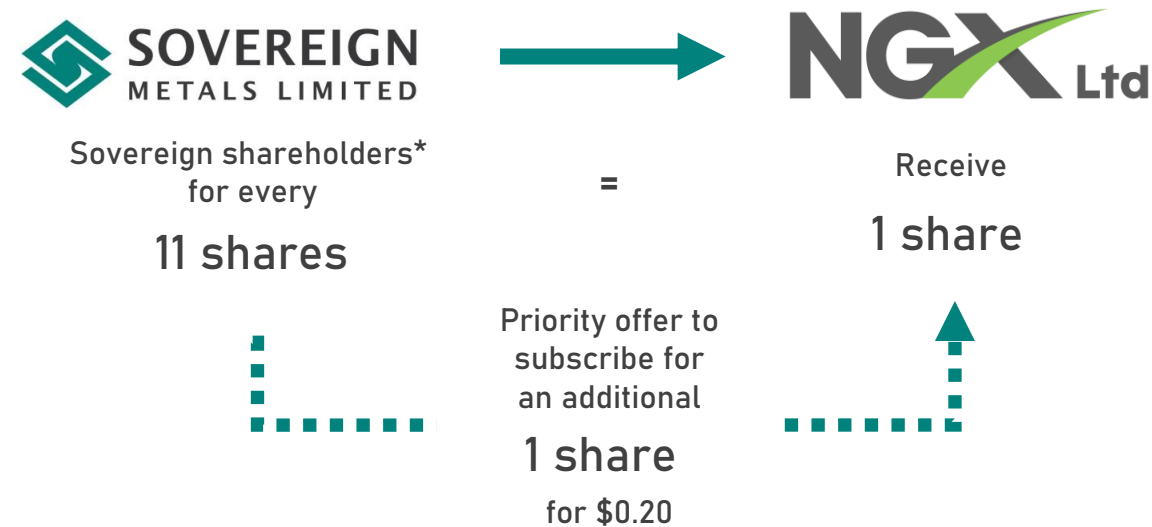 SOVEREIGN
METALS LIMITED
NGX Ltd
Sovereign shareholders*
for every
11 shares
=
Receive
1 share
Priority offer to
subscribe for
an additional
1 share
for $0.20